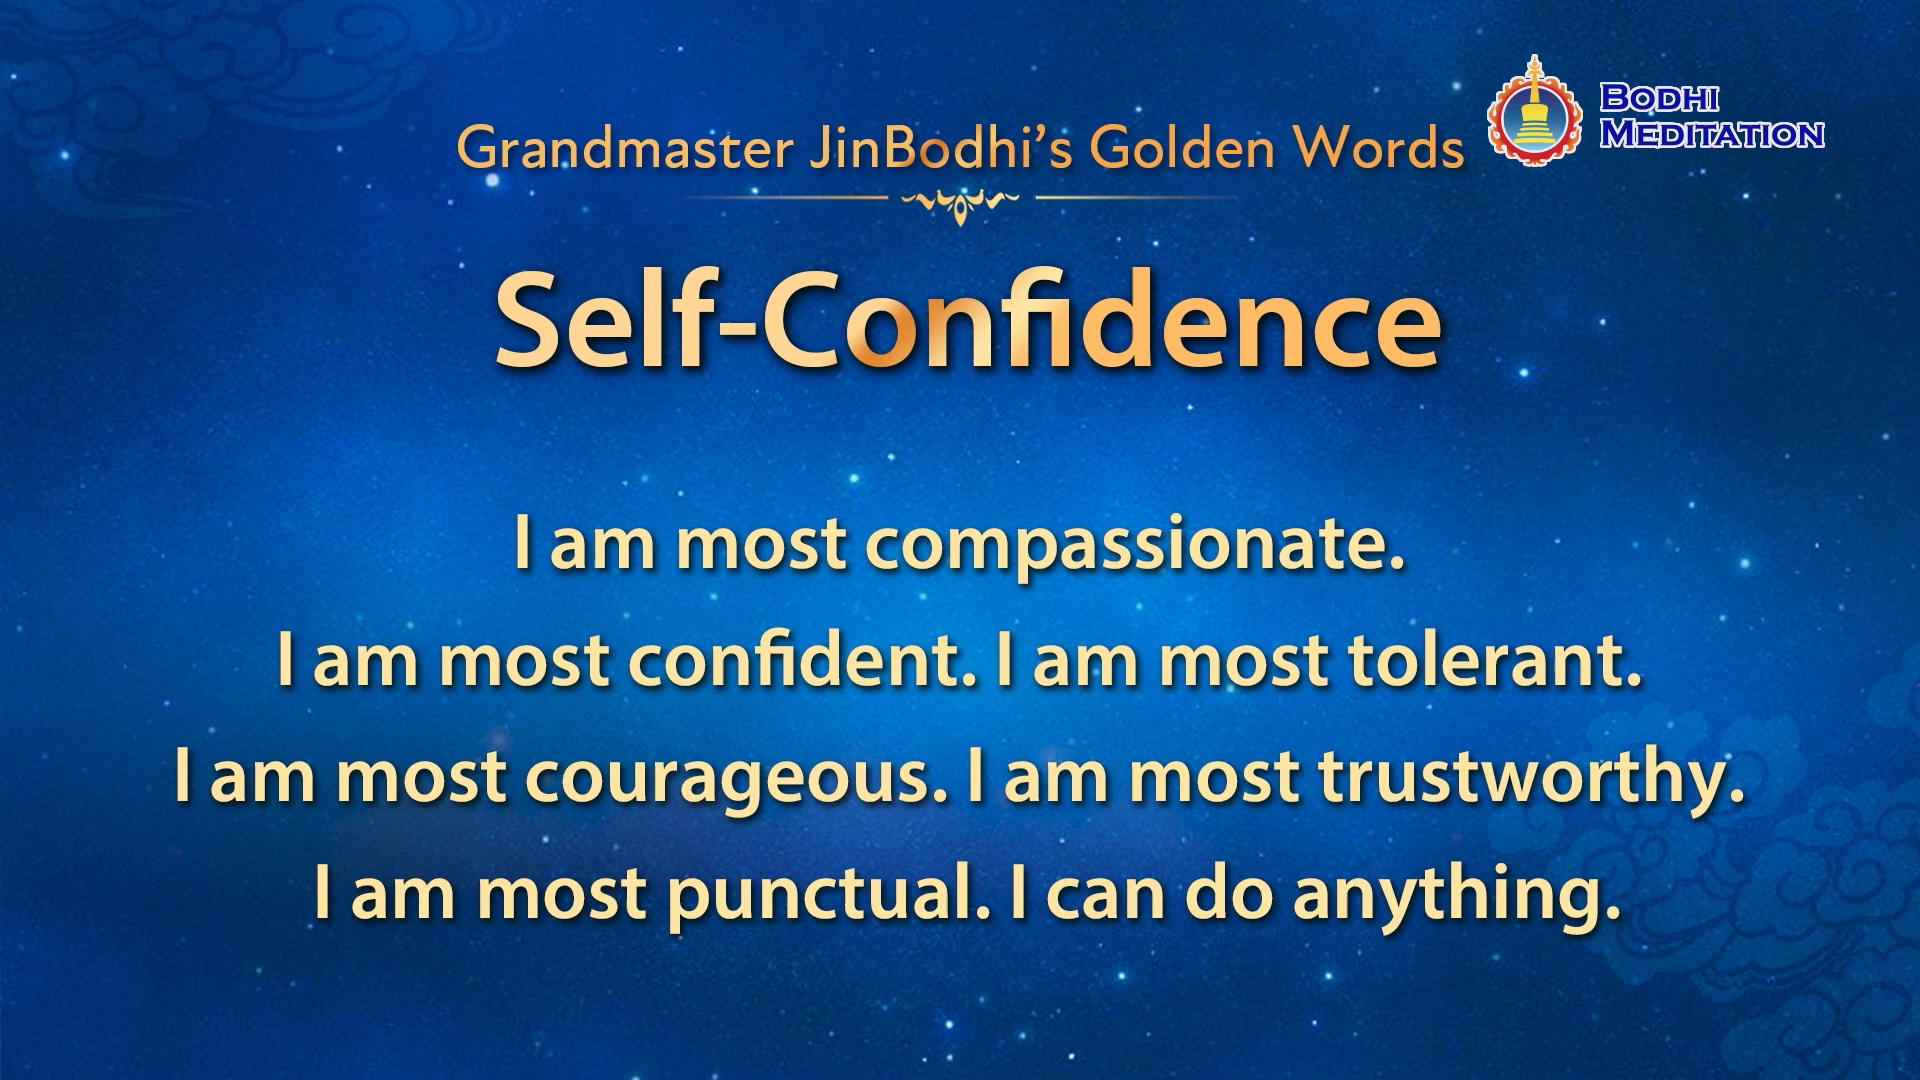 Grandmaster JinBodhi’s Golden Words
BODHI
MEDITATION
Self-Confidence
I am most compassionate.
I am most confident. I am most tolerant.
I am most courageous. I am most trustworthy.
I am most punctual. I can do anything.